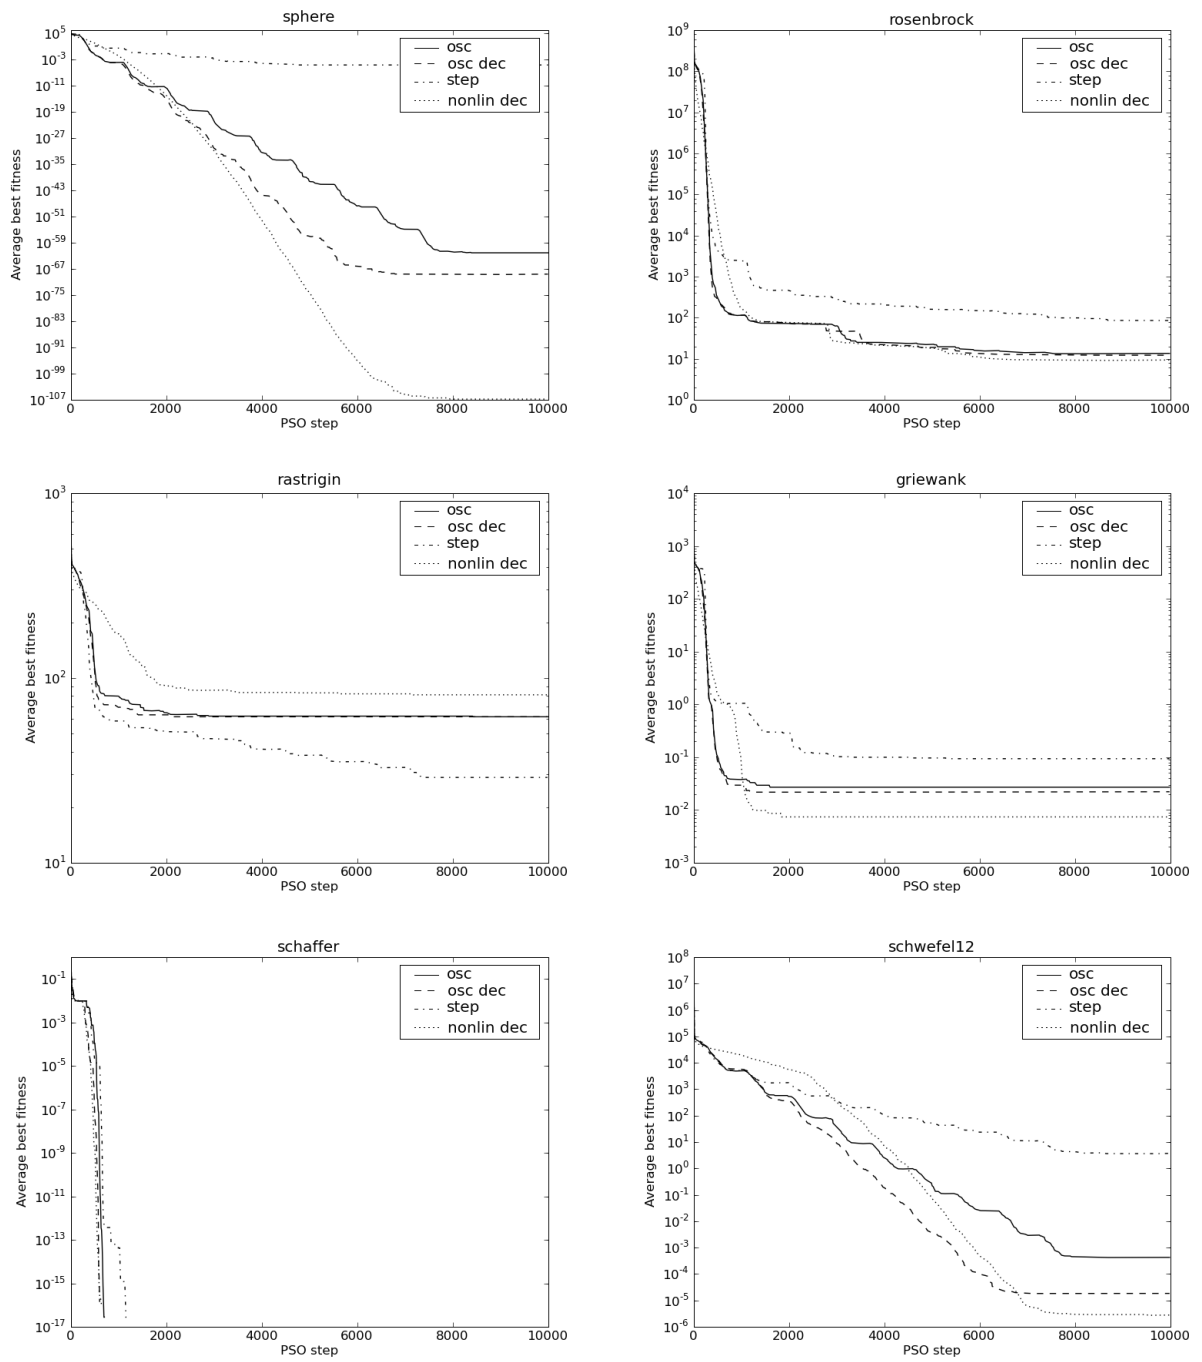 sphere
10^5
10^-3
10^-11
10^-19
10^-27
10^-35
10^-43
10^-51
10^-59
10^-67
10^-75
10^-83
10^-91
10^-99
10^-107
0 2000 4000 6000 8000 10000
PSO step
Average best fitness
osc
osc dec
step
nonlin dec
rosenbrock
10^9
10^8
10^7
10^6
10^5
10^4
10^3
10^2
10^1
10^0
0 2000 4000 6000 8000 10000
PSO step
Average best fitness
osc
osc dec
step
nonlin dec
rastrigin
10^3
10^2
10^1
0 2000 4000 6000 8000 10000
PSO step
Average best fitness
osc
osc dec
step
nonlin dec
griewank
10^4
10^3
10^2
10^1
10^0
10^-1
10^-2
10^-3
0 2000 4000 6000 8000 10000
PSO step
Average best fitness
osc
osc dec
step
nonlin dec
schaffer
10^-1
10^-3
10^-5
10^-7
10^-9
10^-11
10^-13
10^-15
10^-17
0 2000 4000 6000 8000 10000
PSO step
Average best fitness
osc
osc dec
step
nonlin dec
schwefel12
10^8
10^7
10^6
10^5
10^4
10^3
10^2
10^1
10^0
10^-1
10^-2
10^-3
10^-4
10^-5
10^-6
0 2000 4000 6000 8000 10000
PSO step
Average best fitness
osc
osc dec
step
nonlin dec